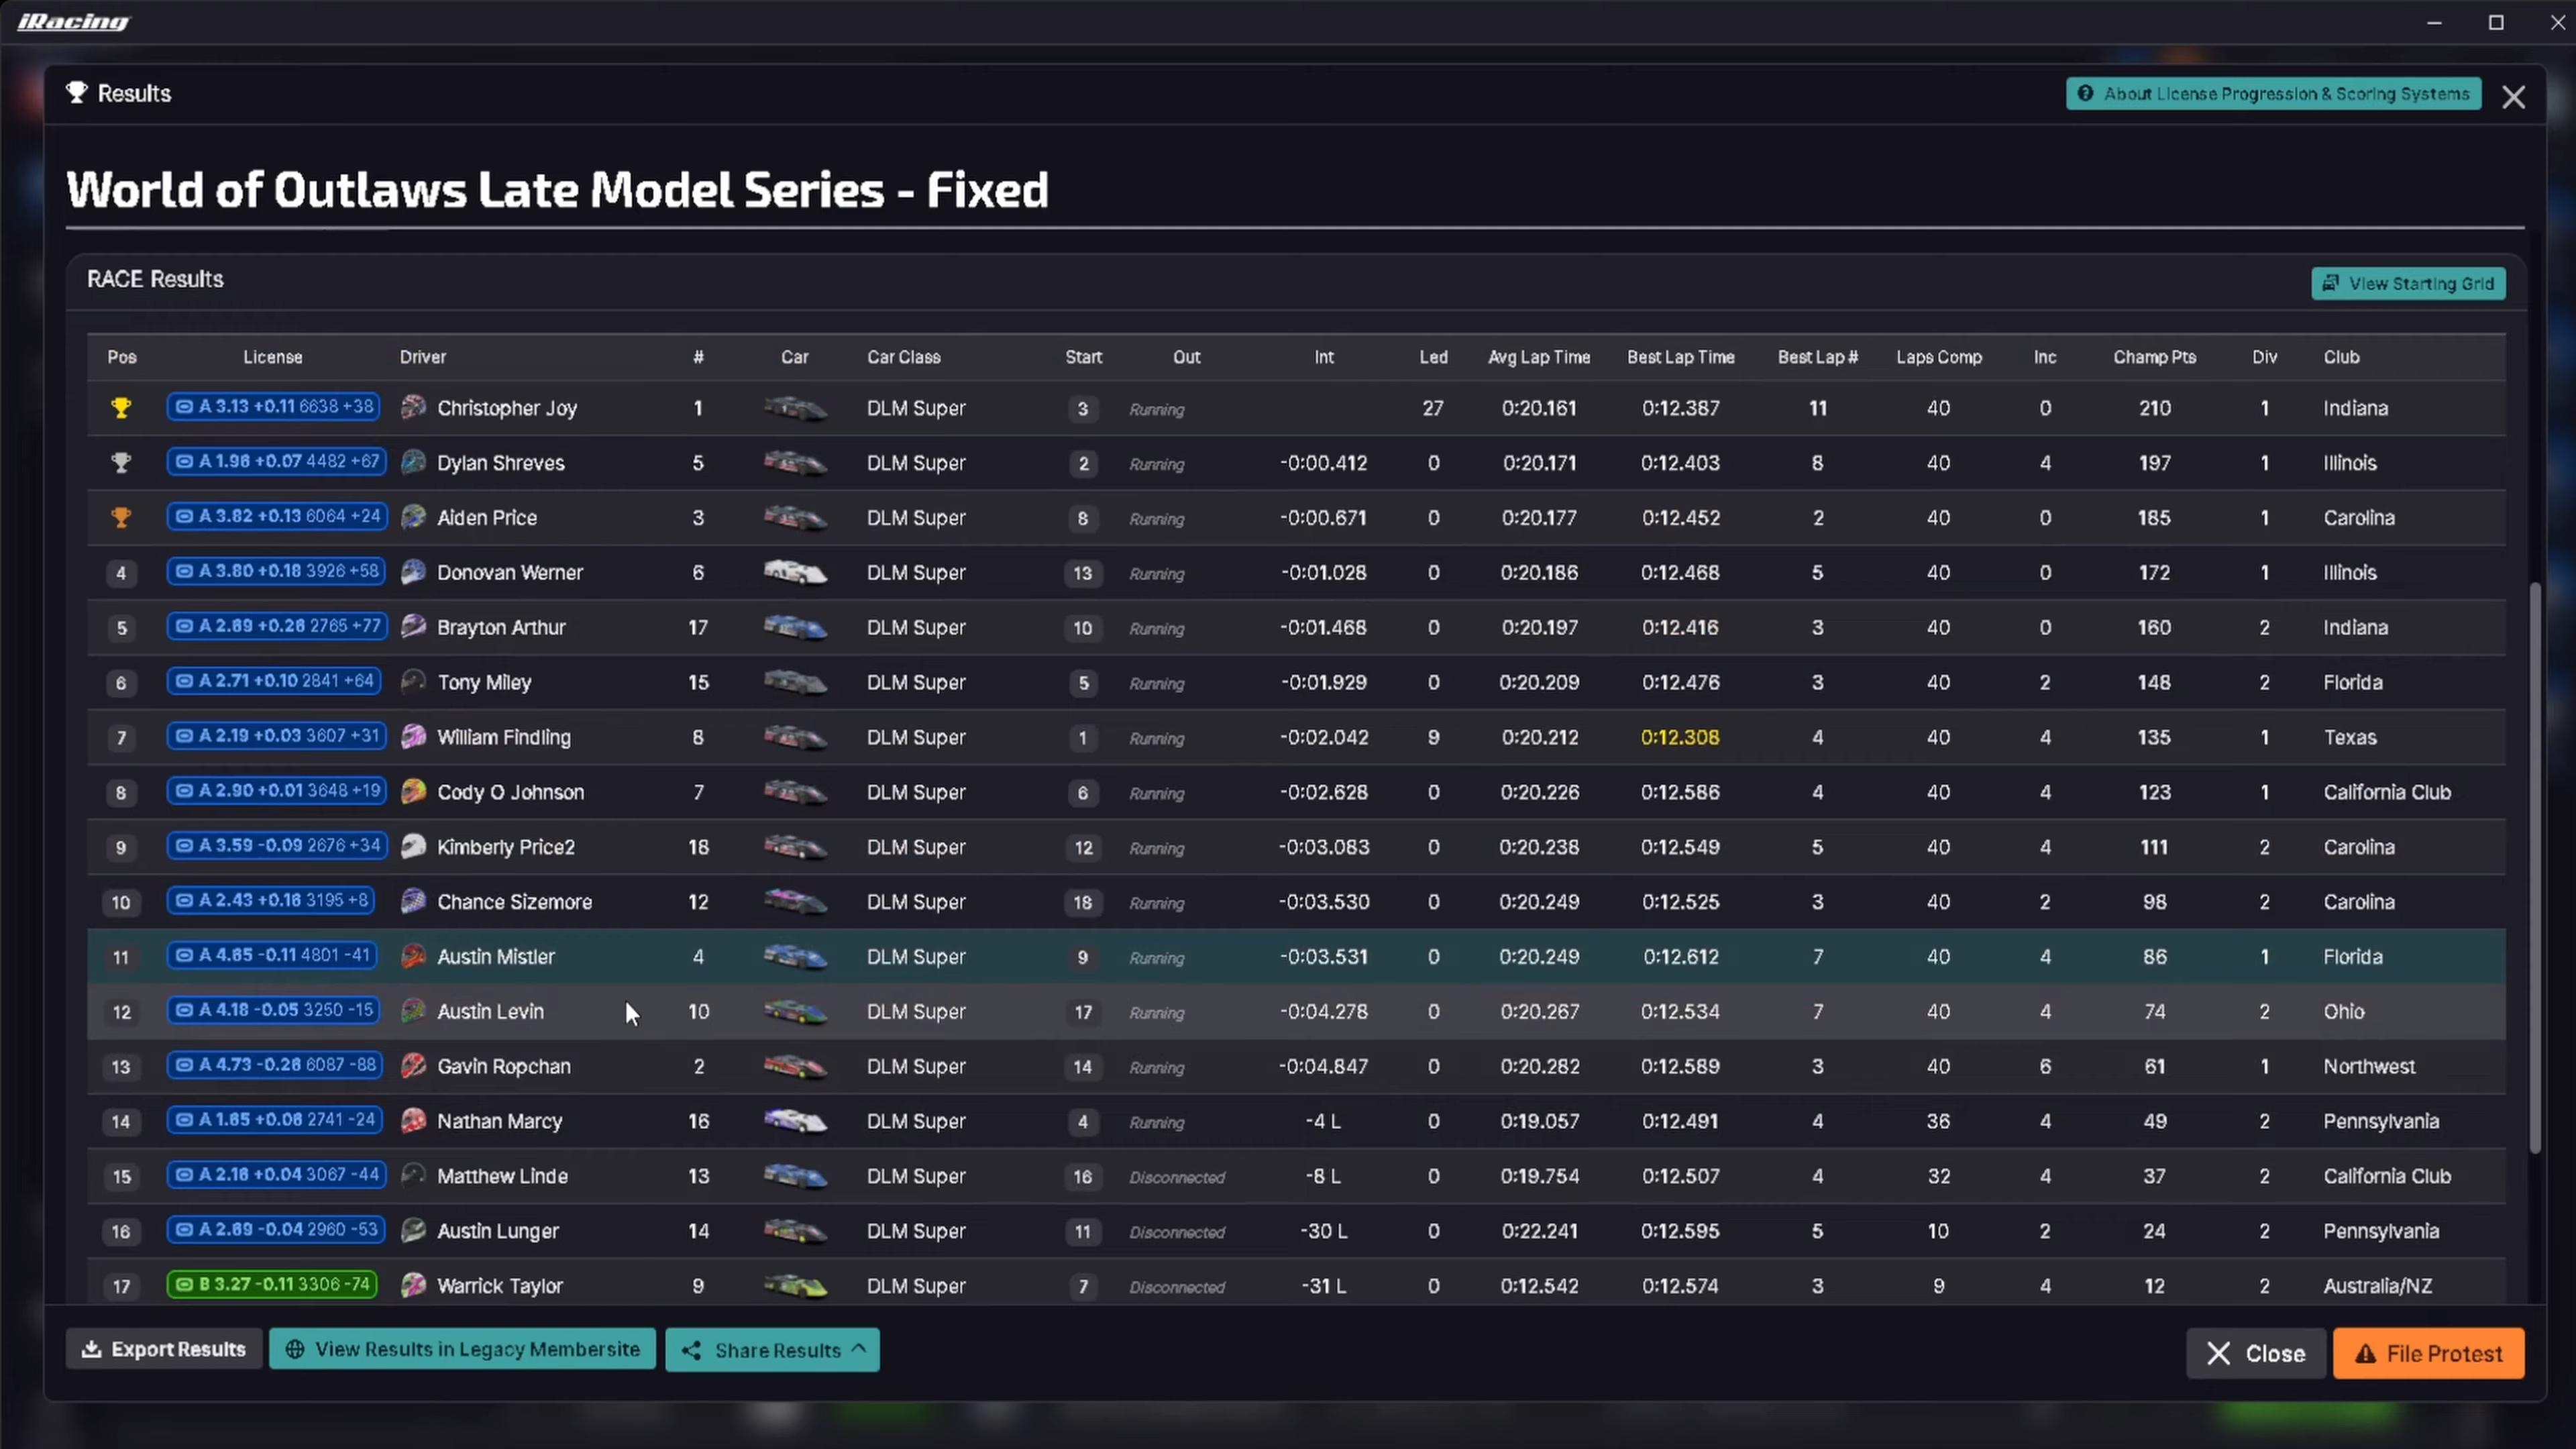 iRacing
Results
About License Progression & Scoring Systems
World of Outlaws Late Model Series - Fixed
RACE Results
View Starting Grid
Pos License Driver # Car Car Class Start Out Int Led Avg Lap Time Best Lap Time Best Lap # Laps Comp Inc Champ Pts Div Club
A 3.13 +0.11 6638 +38 Christopher Joy 1 DLM Super 3 Running 27 0:20.161 0:12.387 11 40 0 210 1 Indiana
A 1.96 +0.07 4482 +67 Dylan Shreves 5 DLM Super 2 Running -0:00.412 0 0:20.171 0:12.403 8 40 4 197 1 Illinois
A 3.82 +0.13 6064 +24 Aiden Price 3 DLM Super 8 Running -0:00.671 0 0:20.177 0:12.452 2 40 0 185 1 Carolina
4 A 3.80 +0.18 3926 +58 Donovan Werner 6 DLM Super 13 Running -0:01.028 0 0:20.186 0:12.468 5 40 0 172 1 Illinois
5 A 2.69 +0.26 2765 +77 Brayton Arthur 17 DLM Super 10 Running -0:01.468 0 0:20.197 0:12.416 3 40 0 160 2 Indiana
6 A 2.71 +0.10 2841 +64 Tony Miley 15 DLM Super 5 Running -0:01.929 0 0:20.209 0:12.476 3 40 2 148 2 Florida
7 A 2.19 +0.03 3607 +31 William Findling 8 DLM Super 1 Running -0:02.042 9 0:20.212 0:12.308 4 40 4 135 1 Texas
8 A 2.90 +0.01 3648 +19 Cody O Johnson 7 DLM Super 6 Running -0:02.628 0 0:20.226 0:12.586 4 40 4 123 1 California Club
9 A 3.59 -0.09 2676 +34 Kimberly Price2 18 DLM Super 12 Running -0:03.083 0 0:20.238 0:12.549 5 40 4 111 2 Carolina
10 A 2.43 +0.16 3195 +8 Chance Sizemore 12 DLM Super 18 Running -0:03.530 0 0:20.249 0:12.525 3 40 2 98 2 Carolina
11 A 4.65 -0.11 4801 -41 Austin Mistler 4 DLM Super 9 Running -0:03.531 0 0:20.249 0:12.612 7 40 4 86 1 Florida
12 A 4.18 -0.05 3250 -15 Austin Levin 10 DLM Super 17 Running -0:04.278 0 0:20.267 0:12.534 7 40 4 74 2 Ohio
13 A 4.73 -0.26 6087 -88 Gavin Ropchan 2 DLM Super 14 Running -0:04.847 0 0:20.282 0:12.589 3 40 6 61 1 Northwest
14 A 1.65 +0.06 2741 -24 Nathan Marcy 16 DLM Super 4 Running -4 L 0 0:19.057 0:12.491 4 36 4 49 2 Pennsylvania
15 A 2.16 +0.04 3067 -44 Matthew Linde 13 DLM Super 16 Disconnected -8 L 0 0:19.754 0:12.507 4 32 4 37 2 California Club
16 A 2.69 -0.04 2960 -53 Austin Lunger 14 DLM Super 11 Disconnected -30 L 0 0:22.241 0:12.595 5 10 2 24 2 Pennsylvania
17 B 3.27 -0.11 3306 -74 Warrick Taylor 9 DLM Super 7 Disconnected -31 L 0 0:12.542 0:12.574 3 9 4 12 2 Australia/NZ
Export Results View Results in Legacy Membersite Share Results Close File Protest